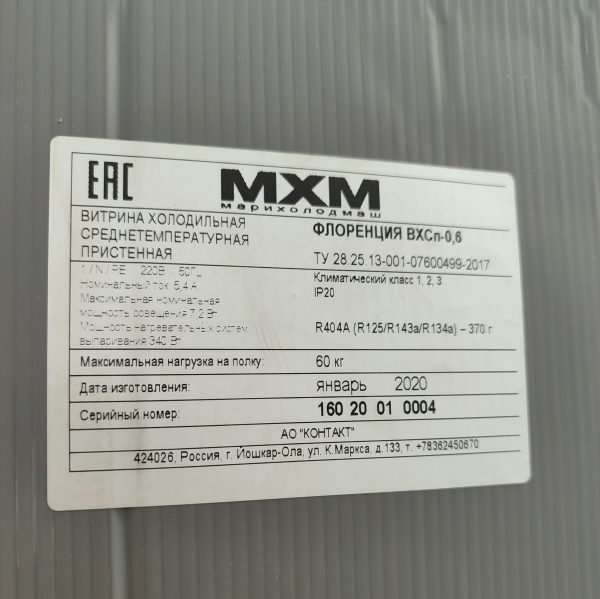 EAC
МХМ
марихолодмаш
ВИТРИНА ХОЛОДИЛЬНАЯ
СРЕДНЕТЕМПЕРАТУРНАЯ
ПРИСТЕННАЯ
ФЛОРЕНЦИЯ ВХСп-0,6
ТУ 28.25.13-001-07600499-2017
1 / N / PE 220В 50Гц
Номинальный ток 5,4 А
Максимальная номинальная
мощность освещения 7,2 Вт
Мощность нагревательных систем
выпаривания 340 Вт
Климатический класс 1, 2, 3
IP20
R404A (R125/R143a/R134a) – 370 г
Максимальная нагрузка на полку: 60 кг
Дата изготовления: январь 2020
Серийный номер: 160 20 01 0004
АО "КОНТАКТ"
424026, Россия, г. Йошкар-Ола, ул. К.Маркса, д.133, т. +78362450670